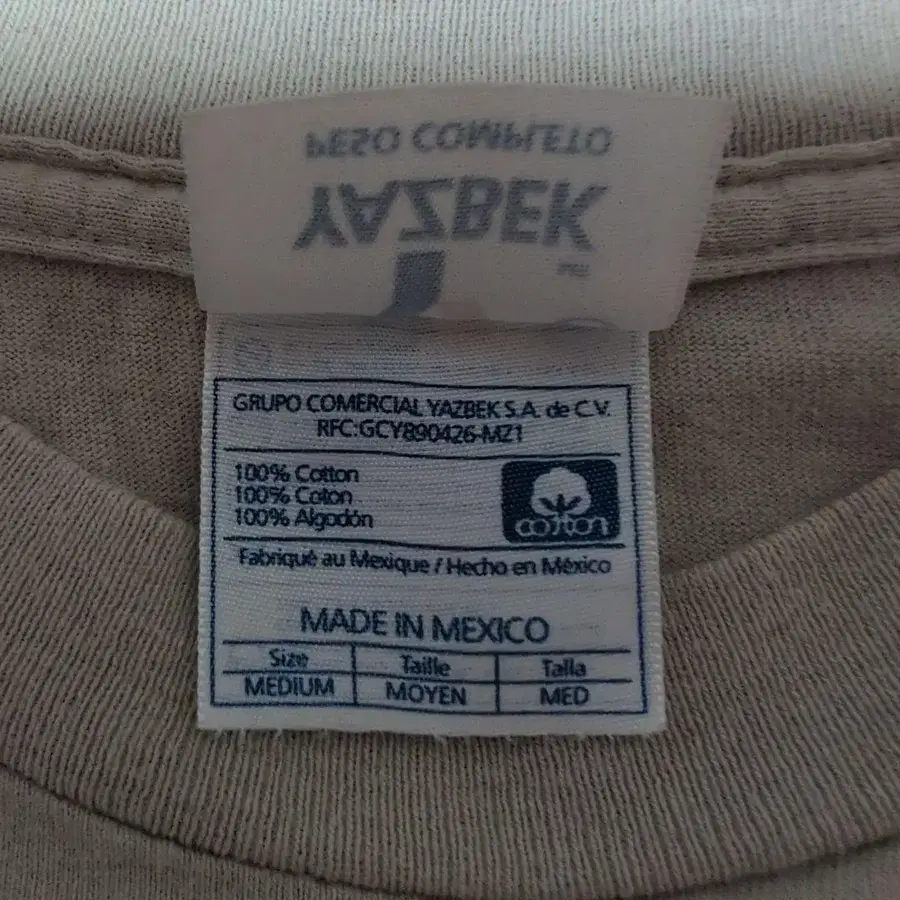 PESO COMPLETO
YAZBEK
GRUPO COMERCIAL YAZBEK S.A. de C.V.
RFC:GCY890426-MZ1
100% Cotton
100% Coton
100% Algodón
cotton
Fabriqué au Mexique / Hecho en México
MADE IN MEXICO
Size Taille Talla
MEDIUM MOYEN MED